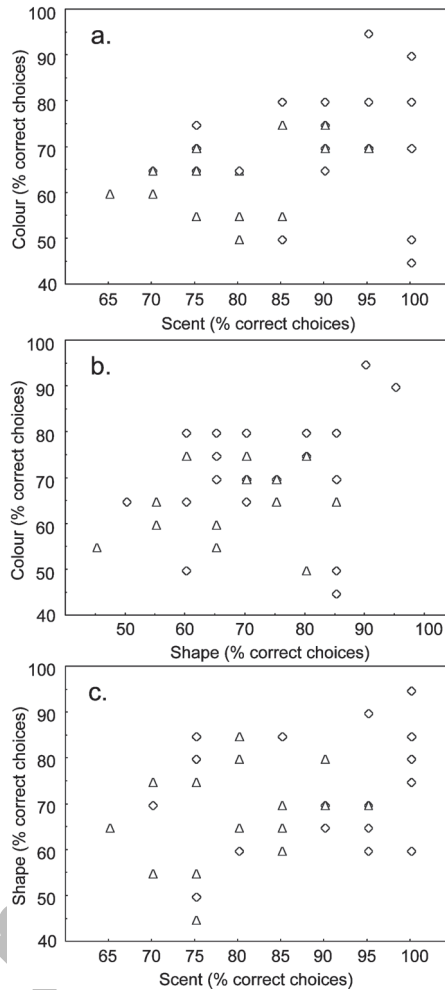 a.
100
90
80
70
60
50
40
Colour (% correct choices)
65 70 75 80 85 90 95 100
Scent (% correct choices)
b.
100
90
80
70
60
50
40
Colour (% correct choices)
50 60 70 80 90 100
Shape (% correct choices)
c.
100
90
80
70
60
50
40
Shape (% correct choices)
65 70 75 80 85 90 95 100
Scent (% correct choices)